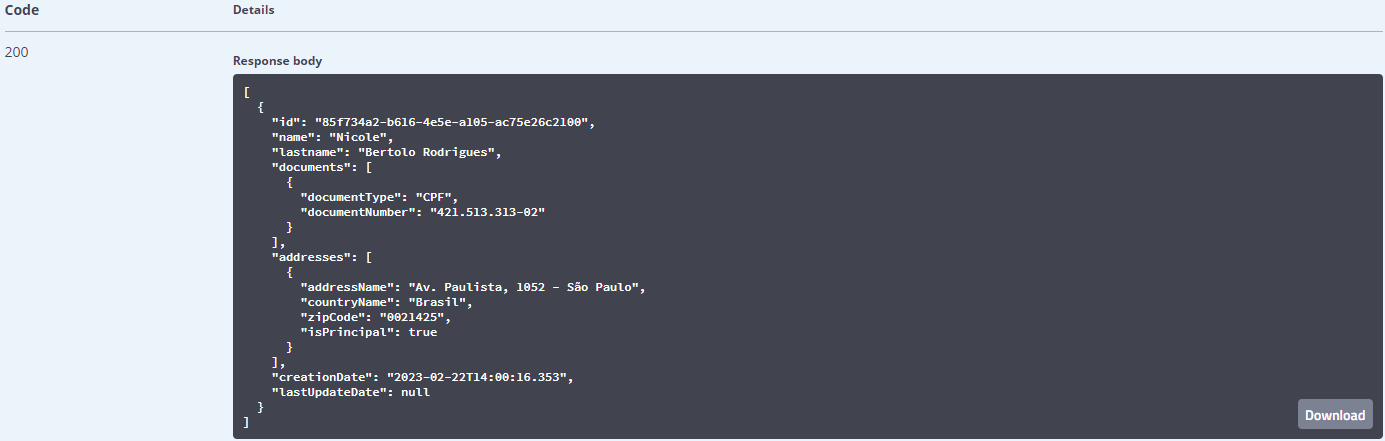 Code Details
200
Response body
[
  {
    "id": "85f734a2-b616-4e5e-a105-ac75e26c2100",
    "name": "Nicole",
    "lastname": "Bertolo Rodrigues",
    "documents": [
      {
        "documentType": "CPF",
        "documentNumber": "421.513.313-02"
      }
    ],
    "addresses": [
      {
        "addressName": "Av. Paulista, 1052 - São Paulo",
        "countryName": "Brasil",
        "zipCode": "0021425",
        "isPrincipal": true
      }
    ],
    "creationDate": "2023-02-22T14:00:16.353",
    "lastUpdateDate": null
  }
]
Download